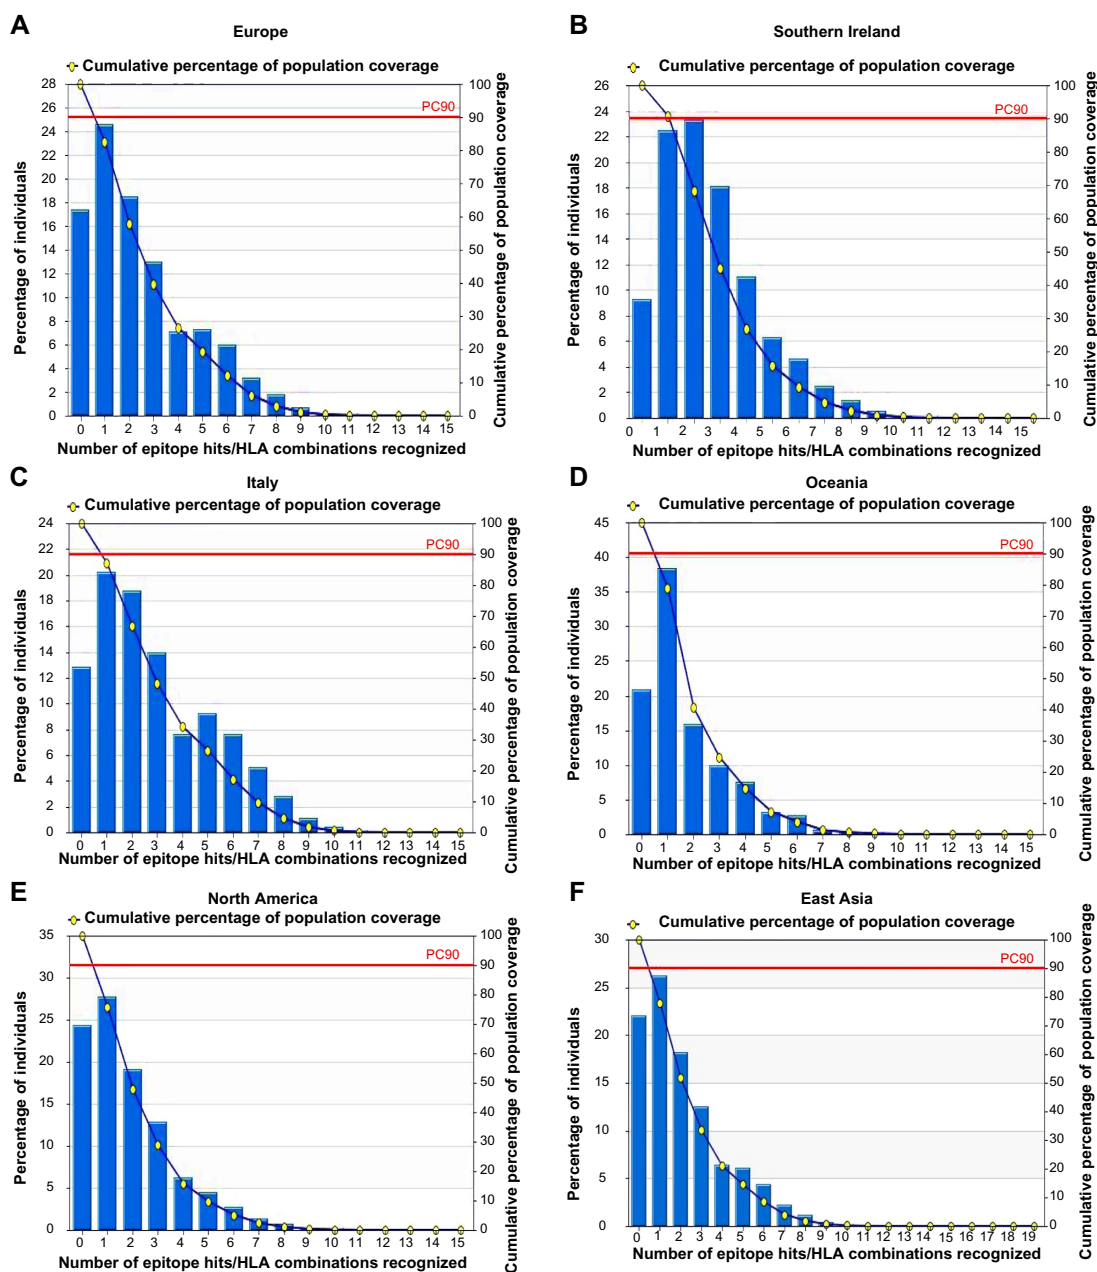 A
Europe
Cumulative percentage of population coverage
28
26
24
22
20
18
16
14
12
10
8
6
4
2
0
Percentage of individuals
PC90
100
90
80
70
60
50
40
30
20
10
0
Cumulative percentage of population coverage
0 1 2 3 4 5 6 7 8 9 10 11 12 13 14 15
Number of epitope hits/HLA combinations recognized
B
Southern Ireland
Cumulative percentage of population coverage
26
24
22
20
18
16
14
12
10
8
6
4
2
0
Percentage of individuals
PC90
100
90
80
70
60
50
40
30
20
10
0
Cumulative percentage of population coverage
0 1 2 3 4 5 6 7 8 9 10 11 12 13 14 15
Number of epitope hits/HLA combinations recognized
C
Italy
Cumulative percentage of population coverage
24
22
20
18
16
14
12
10
8
6
4
2
0
Percentage of individuals
PC90
100
90
80
70
60
50
40
30
20
10
0
Cumulative percentage of population coverage
0 1 2 3 4 5 6 7 8 9 10 11 12 13 14 15
Number of epitope hits/HLA combinations recognized
D
Oceania
Cumulative percentage of population coverage
45
40
35
30
25
20
15
10
5
0
Percentage of individuals
PC90
100
90
80
70
60
50
40
30
20
10
0
Cumulative percentage of population coverage
0 1 2 3 4 5 6 7 8 9 10 11 12 13 14 15
Number of epitope hits/HLA combinations recognized
E
North America
Cumulative percentage of population coverage
35
30
25
20
15
10
5
0
Percentage of individuals
PC90
100
90
80
70
60
50
40
30
20
10
0
Cumulative percentage of population coverage
0 1 2 3 4 5 6 7 8 9 10 11 12 13 14 15
Number of epitope hits/HLA combinations recognized
F
East Asia
Cumulative percentage of population coverage
30
25
20
15
10
5
0
Percentage of individuals
PC90
100
90
80
70
60
50
40
30
20
10
0
Cumulative percentage of population coverage
0 1 2 3 4 5 6 7 8 9 10 11 12 13 14 15 16 17 18 19
Number of epitope hits/HLA combinations recognized